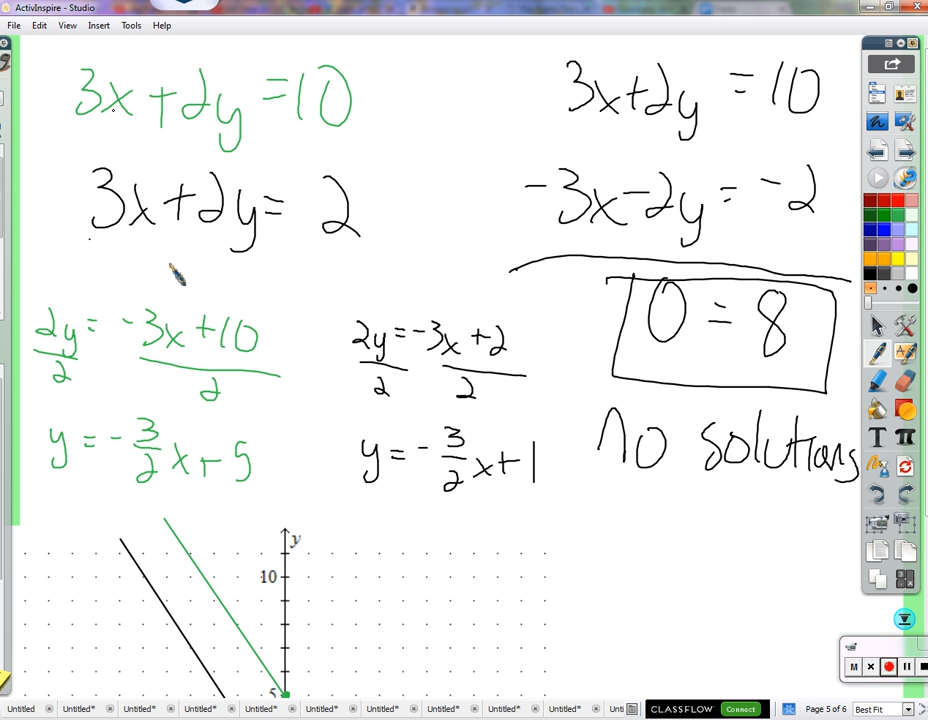 ActivInspire - Studio
File Edit View Insert Tools Help
3x+2y=10
3x+2y=2
2y=-3x+10
2 2
y=-3/2x+5
2y=-3x+2
2 2
y=-3/2x+1
3x+2y=10
-3x-2y=-2
0=8
no solutions
y
10
5
T π
M
Untitled Untitled* Untitled* Untitled* Untitled* Untitled* Untitled* Untitled* Untitled* Untitled* Unti CLASSFLOW Connect Page 5 of 6 Best Fit